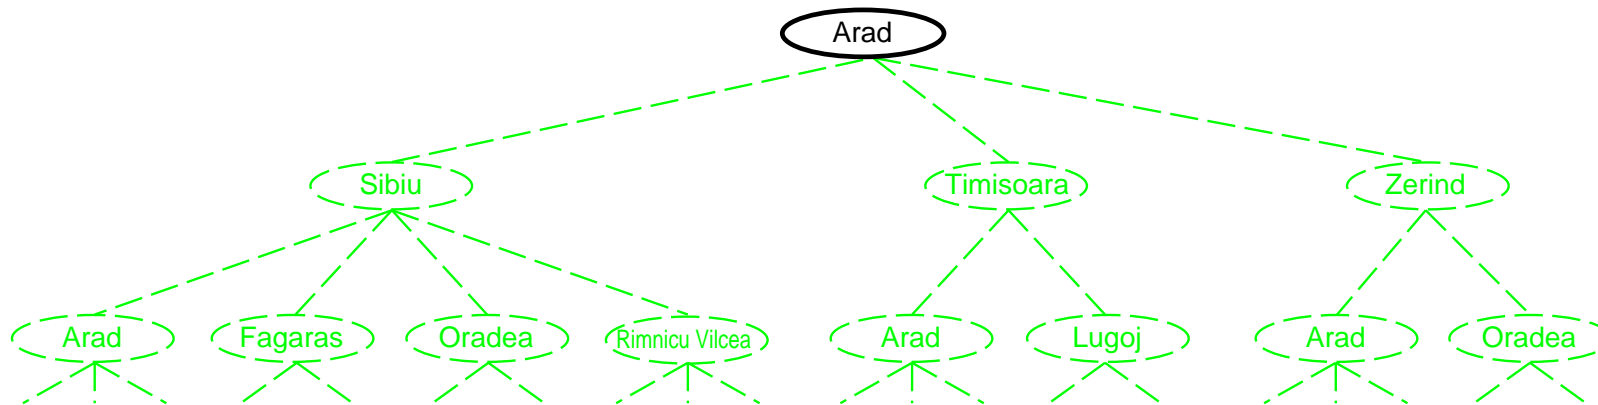 Arad
Sibiu
Timisoara
Zerind
Arad
Fagaras
Oradea
Rimnicu Vilcea
Arad
Lugoj
Arad
Oradea